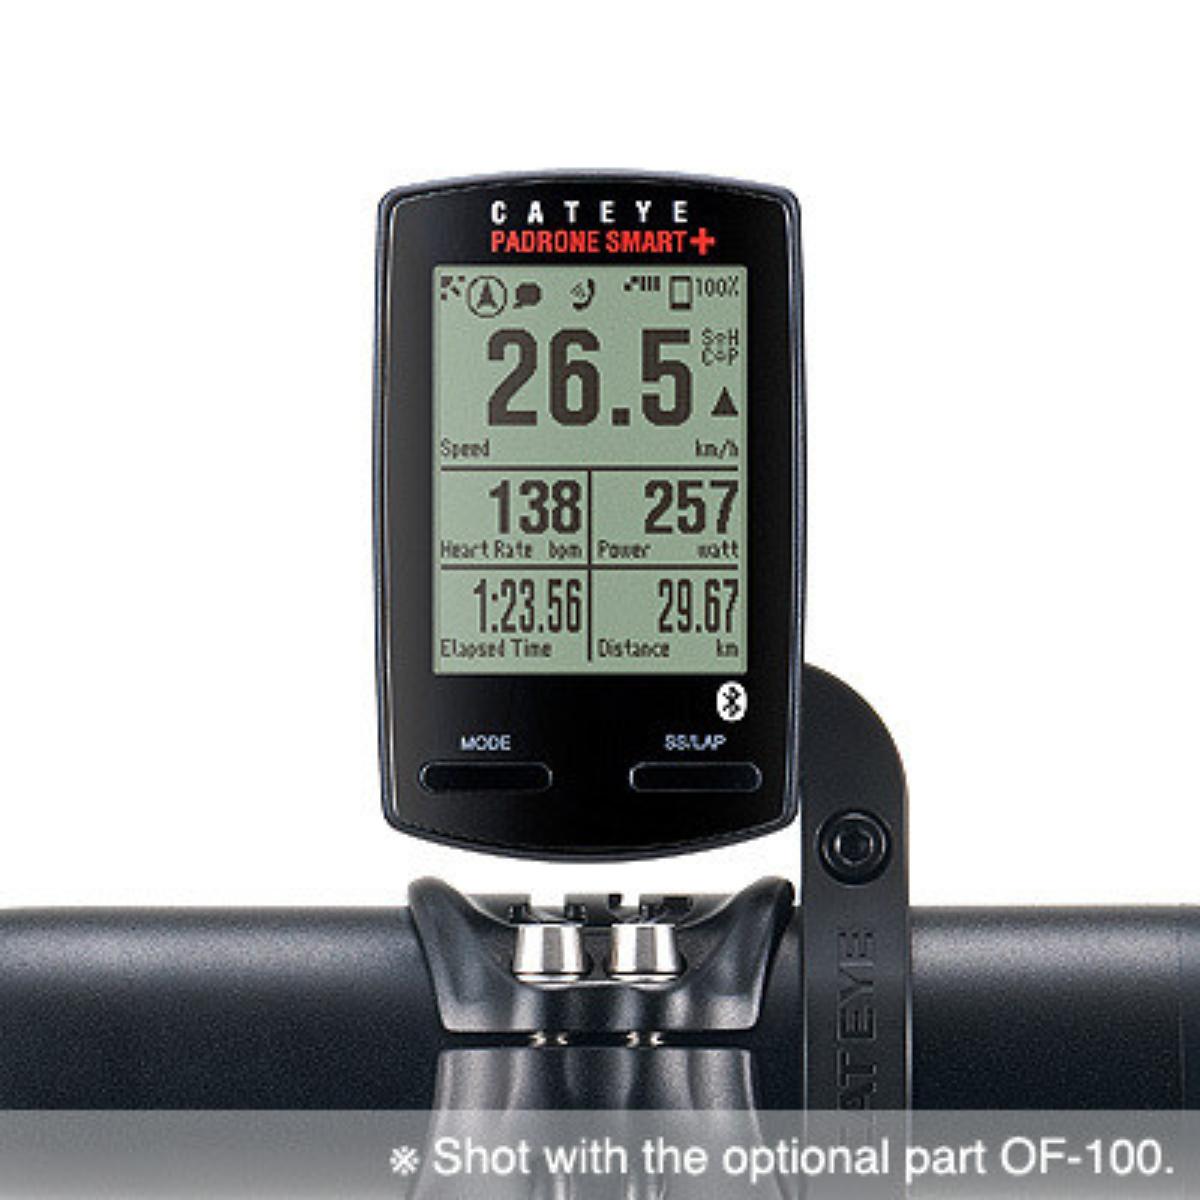 CATEYE
PADRONE SMART+
100%
26.5
S H
C P
Speed km/h
138 257
Heart Rate bpm Power watt
1:23.56 29.67
Elapsed Time Distance km
MODE SS/LAP
CATEYE
※ Shot with the optional part OF-100.